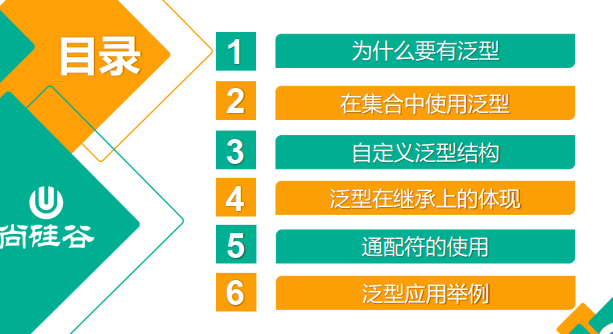 目录
1 为什么要有泛型
2 在集合中使用泛型
3 自定义泛型结构
4 泛型在继承上的体现
5 通配符的使用
6 泛型应用举例
尚硅谷